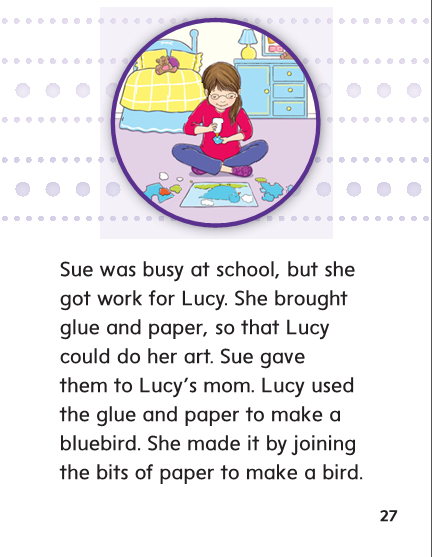 Sue was busy at school, but she
got work for Lucy. She brought
glue and paper, so that Lucy
could do her art. Sue gave
them to Lucy’s mom. Lucy used
the glue and paper to make a
bluebird. She made it by joining
the bits of paper to make a bird.
27